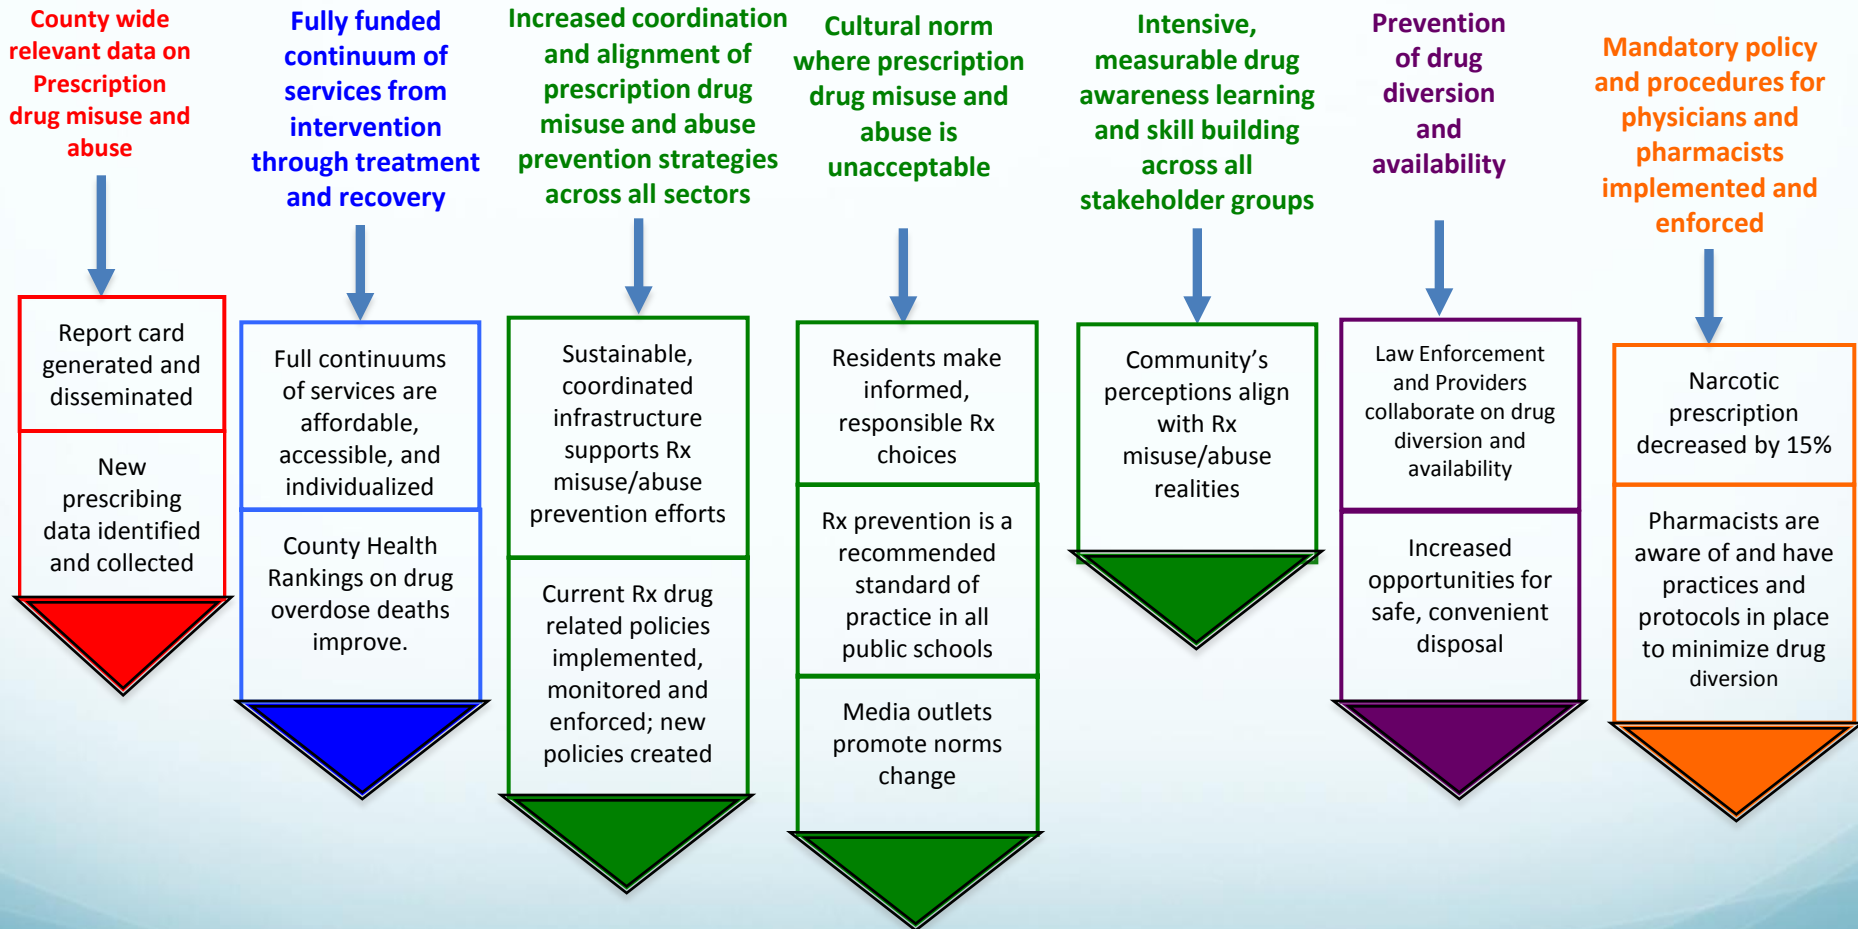 County wide
relevant data on
Prescription
drug misuse and
abuse
Report card
generated and
disseminated
New
prescribing
data identified
and collected
Fully funded
continuum of
services from
intervention
through treatment
and recovery
Full continuums
of services are
affordable,
accessible, and
individualized
County Health
Rankings on drug
overdose deaths
improve.
Increased coordination
and alignment of
prescription drug
misuse and abuse
prevention strategies
across all sectors
Sustainable,
coordinated
infrastructure
supports Rx
misuse/abuse
prevention efforts
Current Rx drug
related policies
implemented,
monitored and
enforced; new
policies created
Cultural norm
where prescription
drug misuse and
abuse is
unacceptable
Residents make
informed,
responsible Rx
choices
Rx prevention is a
recommended
standard of
practice in all
public schools
Media outlets
promote norms
change
Intensive,
measurable drug
awareness learning
and skill building
across all
stakeholder groups
Community’s
perceptions align
with Rx
misuse/abuse
realities
Prevention
of drug
diversion
and
availability
Law Enforcement
and Providers
collaborate on drug
diversion and
availability
Increased
opportunities for
safe, convenient
disposal
Mandatory policy
and procedures for
physicians and
pharmacists
implemented and
enforced
Narcotic
prescription
decreased by 15%
Pharmacists are
aware of and have
practices and
protocols in place
to minimize drug
diversion